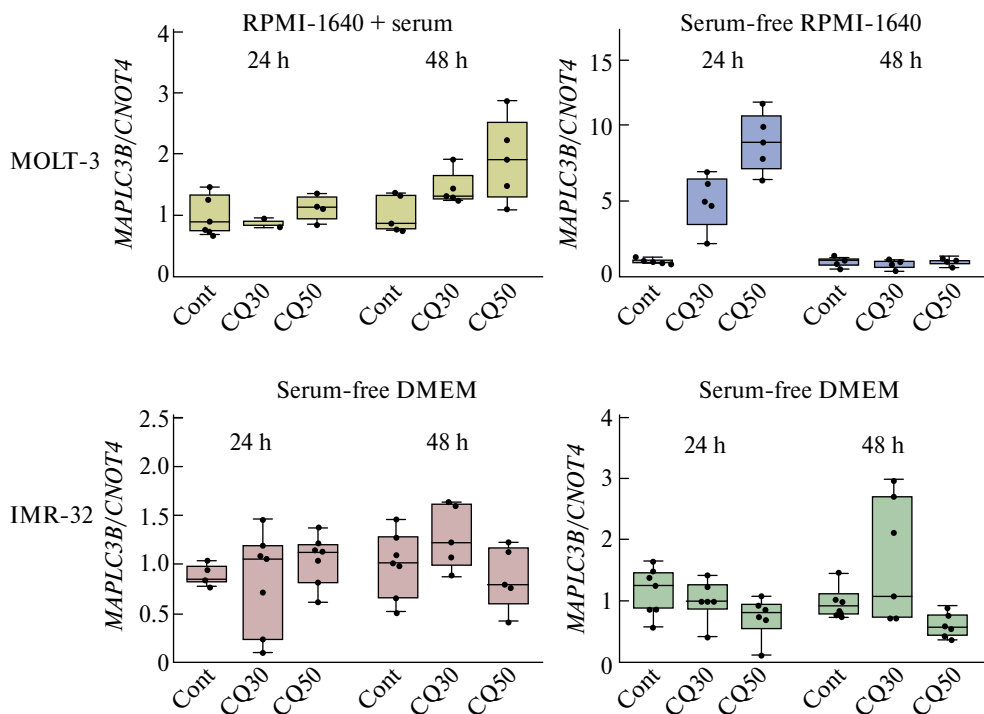 RPMI-1640 + serum
4
3
2
1
0
MAPLC3B/CNOT4
24 h
48 h
MOLT-3
Cont
CQ30
CQ50
Cont
CQ30
CQ50
Serum-free RPMI-1640
15
10
5
0
MAPLC3B/CNOT4
24 h
48 h
Cont
CQ30
CQ50
Cont
CQ30
CQ50
Serum-free DMEM
2.5
2.0
1.5
1.0
0.5
0
MAPLC3B/CNOT4
24 h
48 h
IMR-32
Cont
CQ30
CQ50
Cont
CQ30
CQ50
Serum-free DMEM
4
3
2
1
0
MAPLC3B/CNOT4
24 h
48 h
Cont
CQ30
CQ50
Cont
CQ30
CQ50